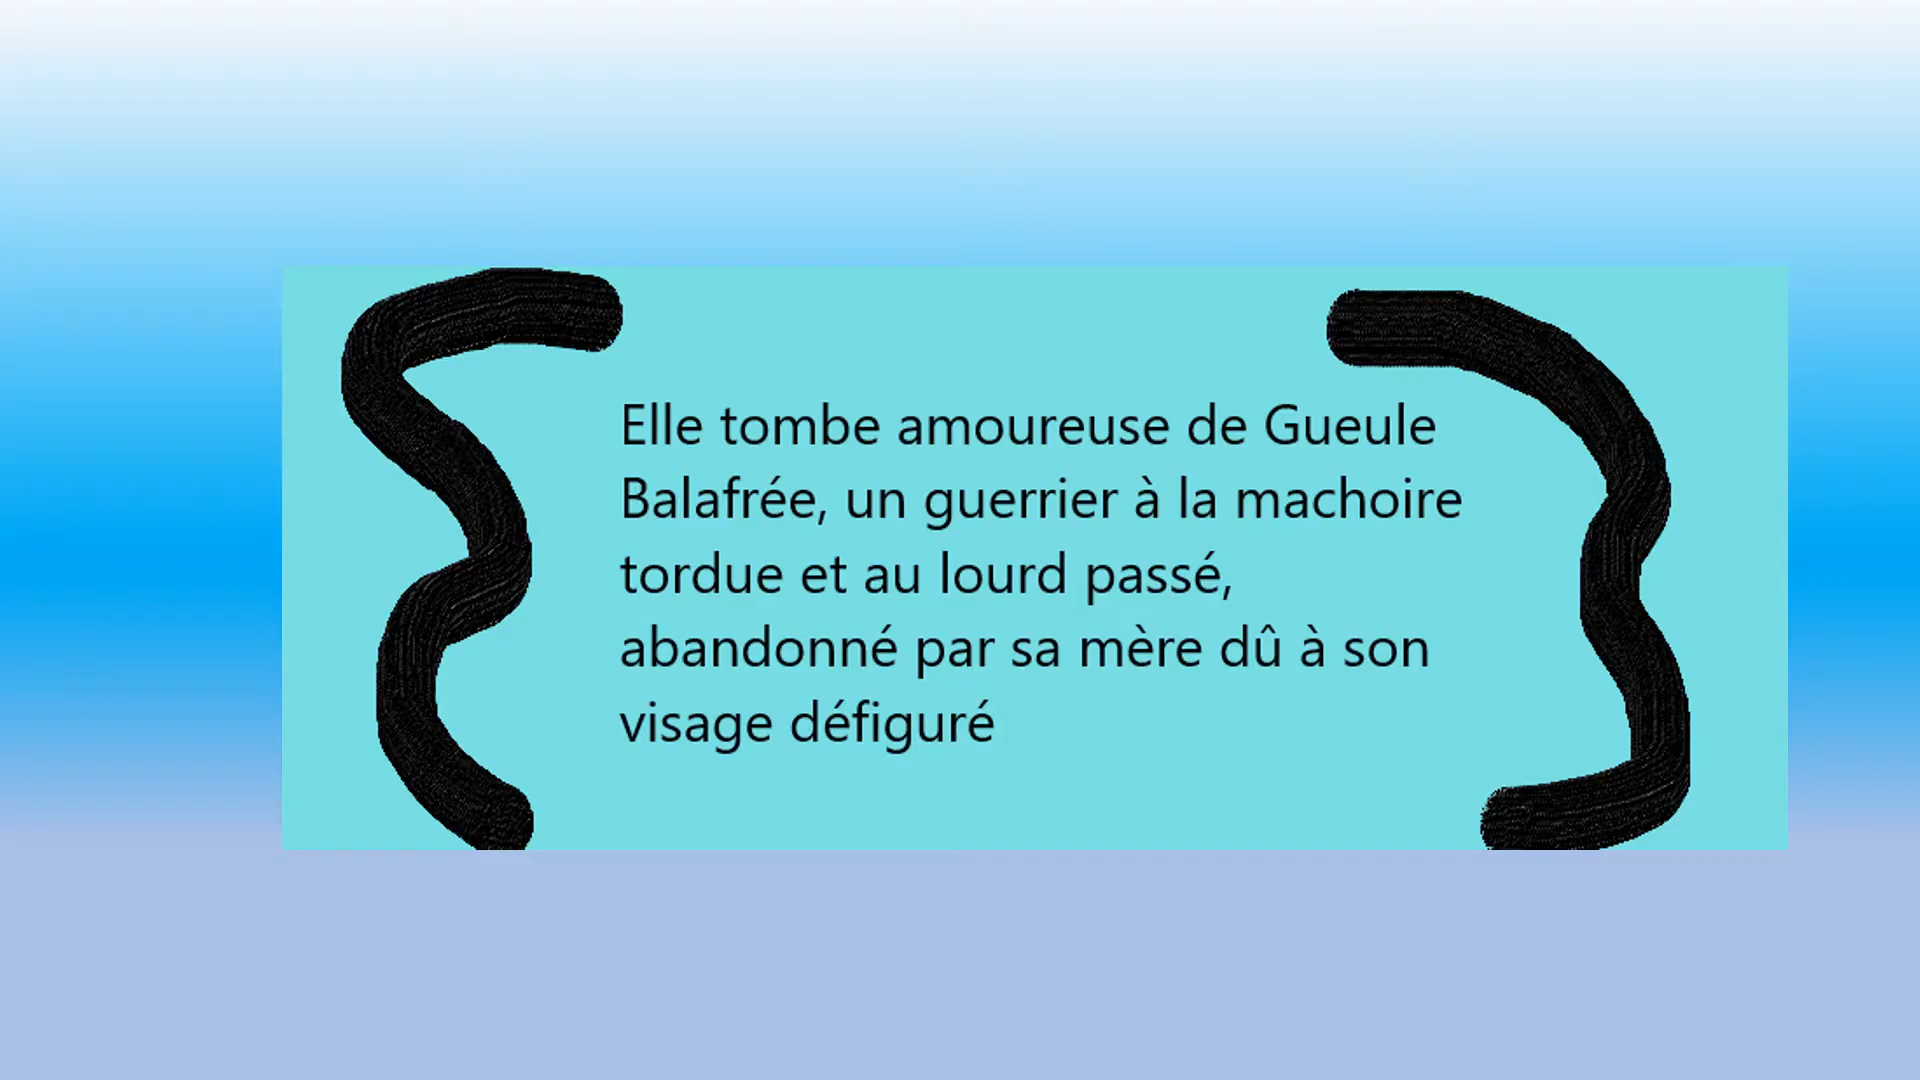 Elle tombe amoureuse de Gueule
Balafrée, un guerrier à la machoire
tordue et au lourd passé,
abandonné par sa mère dû à son
visage défiguré